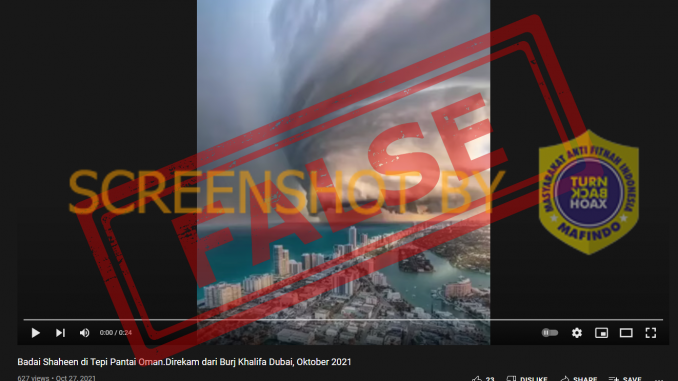 FALSE
SCREENSHOT BY
MASYARAKAT ANTI FITNAH INDONESIA
TURN
BACK
HOAX
MAFINDO
0:00 / 0:24
Badai Shaheen di Tepi Pantai Oman.Direkam dari Burj Khalifa Dubai, Oktober 2021
627 views • Oct 27, 2021
23 DISLIKE SHARE SAVE